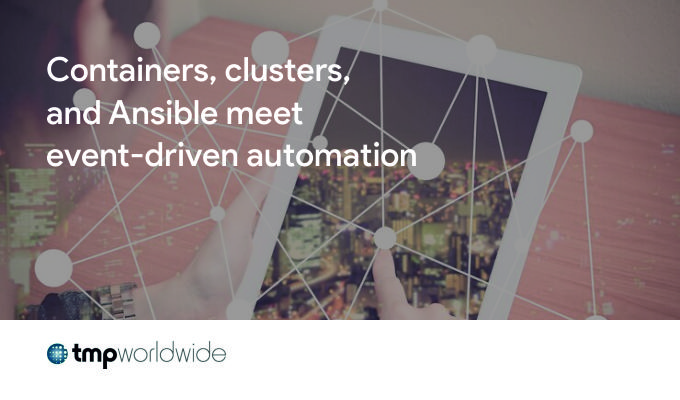 Containers, clusters,
and Ansible meet
event-driven automation
tmpworldwide